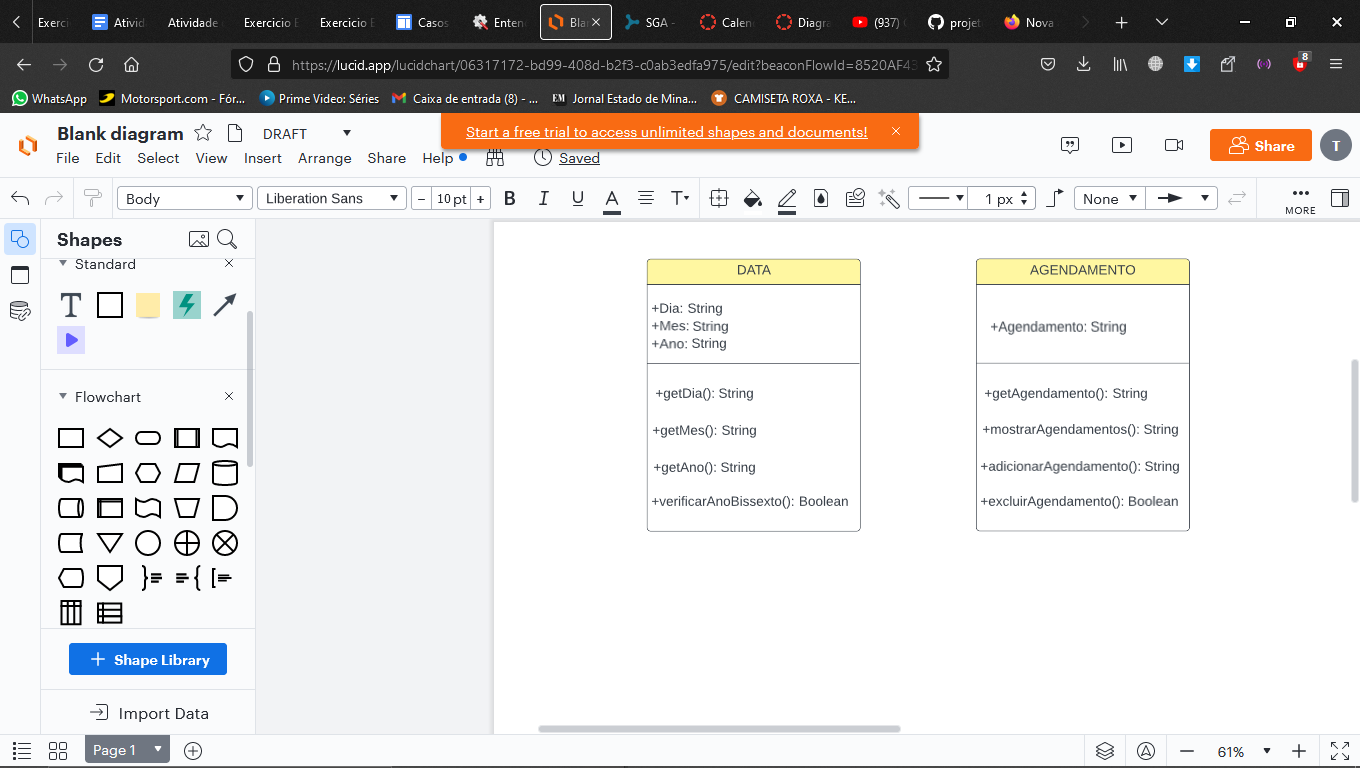 Exerci
Ativid
Atividade
Exercício E
Exercício E
Casos
Enten
Bla
SGA -
Calen
Diagra
(937) 
projet
Nova
https://lucid.app/lucidchart/06317172-bd99-408d-b2f3-c0ab3edfa975/edit?beaconFlowId=8520AF43
8
WhatsApp
Motorsport.com - Fór...
Prime Video: Séries
Caixa de entrada (8) - ...
EM
Jornal Estado de Mina...
CAMISETA ROXA - KE...
Blank diagram
DRAFT
Start a free trial to access unlimited shapes and documents!
File Edit Select View Insert Arrange Share Help
Saved
Share
T
Body
Liberation Sans
− 10 pt +
B I U A T
1 px
None
MORE
Shapes
Standard
T
Flowchart
+ Shape Library
Import Data
DATA
+Dia: String
+Mes: String
+Ano: String
+getDia(): String
+getMes(): String
+getAno(): String
+verificarAnoBissexto(): Boolean
AGENDAMENTO
+Agendamento: String
+getAgendamento(): String
+mostrarAgendamentos(): String
+adicionarAgendamento(): String
+excluirAgendamento(): Boolean
Page 1
61%